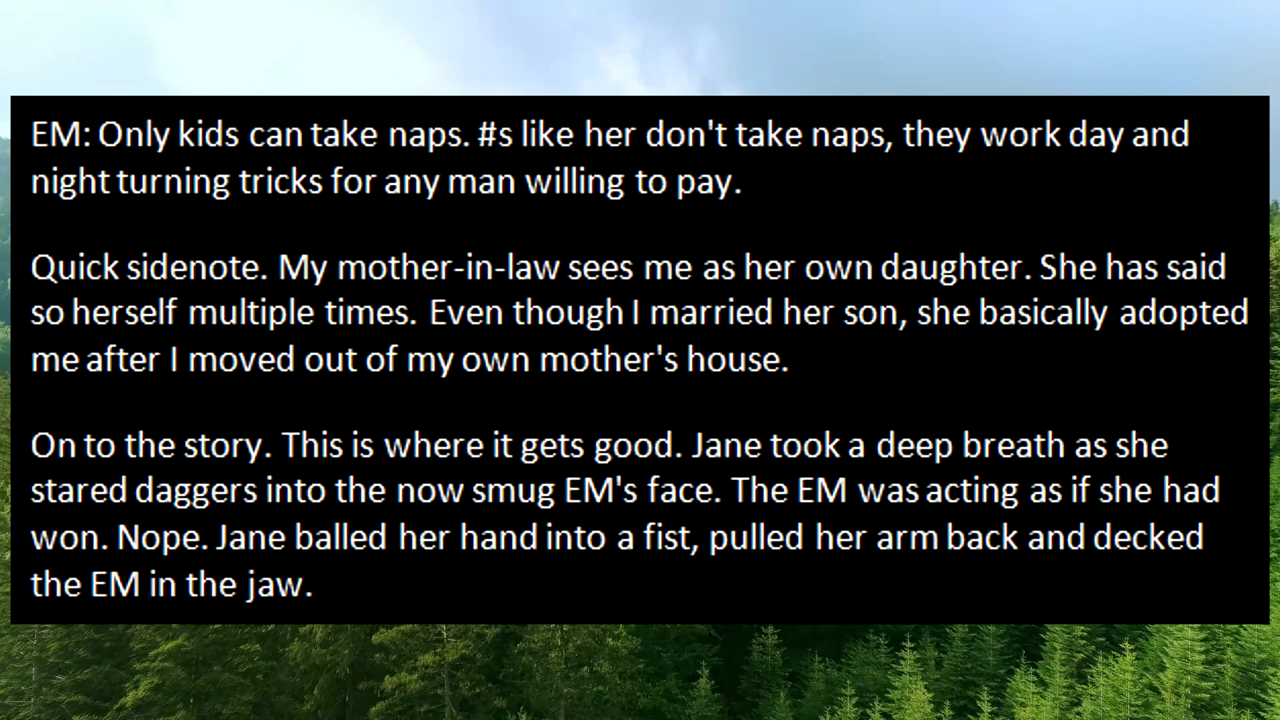 EM: Only kids can take naps. #s like her don't take naps, they work day and
night turning tricks for any man willing to pay.
Quick sidenote. My mother-in-law sees me as her own daughter. She has said
so herself multiple times. Even though I married her son, she basically adopted
me after I moved out of my own mother's house.
On to the story. This is where it gets good. Jane took a deep breath as she
stared daggers into the now smug EM's face. The EM was acting as if she had
won. Nope. Jane balled her hand into a fist, pulled her arm back and decked
the EM in the jaw.